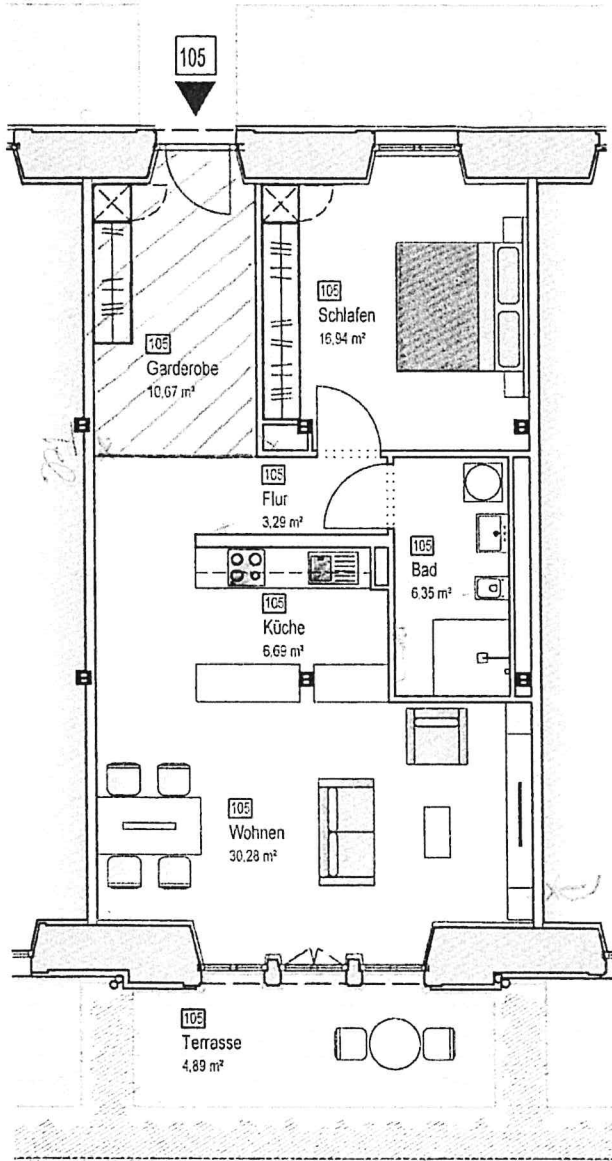 105
105
Schlafen
16,94 m²
105
Garderobe
10,67 m²
105
Flur
3,29 m²
105
Bad
6,35 m²
105
Küche
6,69 m²
105
Wohnen
30,28 m²
105
Terrasse
4,89 m²